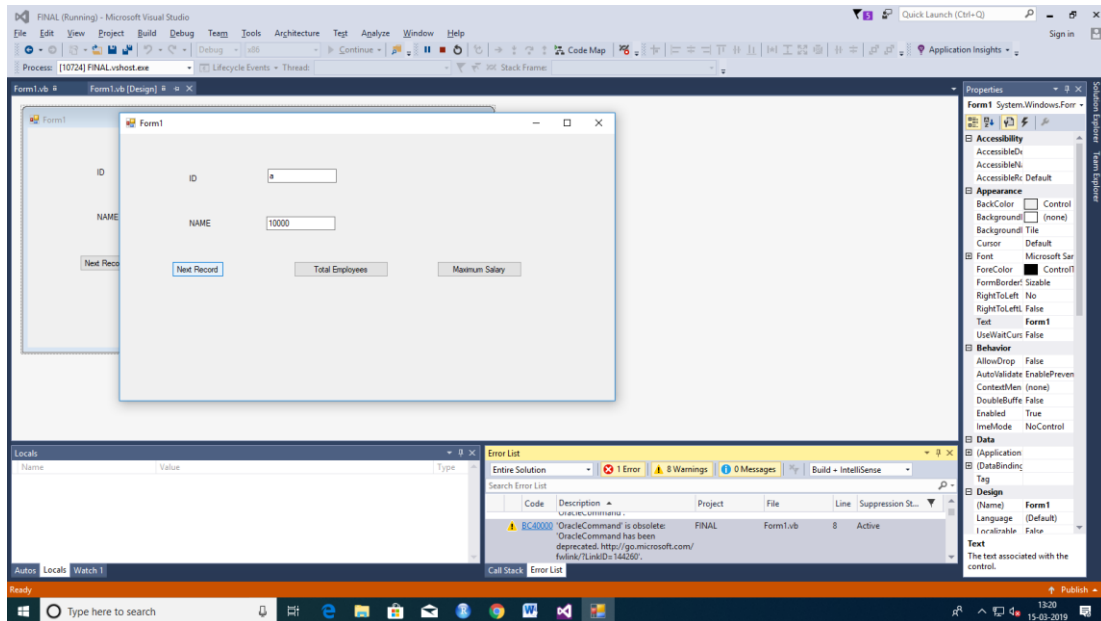 FINAL (Running) - Microsoft Visual Studio
Quick Launch (Ctrl+Q)
File Edit View Project Build Debug Team Tools Architecture Test Analyze Window Help
Sign in
Debug x86 Continue Code Map Application Insights
Process: [10724] FINAL.vshost.exe Lifecycle Events Thread: Stack Frame:
Form1.vb Form1.vb [Design]
Form1
ID
NAME
Next Reco
Form1
ID a
NAME 10000
Next Record Total Employees Maximum Salary
Properties
Form1 System.Windows.Forr
Accessibility
AccessibleDe
AccessibleNa
AccessibleRc Default
Appearance
BackColor Control
BackgroundI (none)
BackgroundI Tile
Cursor Default
Font Microsoft Sar
ForeColor ControlT
FormBorderS Sizable
RightToLeft No
RightToLeftL False
Text Form1
UseWaitCurs False
Behavior
AllowDrop False
AutoValidate EnablePreven
ContextMen (none)
DoubleBuffe False
Enabled True
ImeMode NoControl
Data
(Application
(DataBinding
Tag
Design
(Name) Form1
Language (Default)
Localizable False
Text
The text associated with the
control.
Solution Explorer
Team Explorer
Locals
Name Value Type
Autos Locals Watch 1
Error List
Entire Solution 1 Error 8 Warnings 0 Messages Build + IntelliSense
Search Error List
Code Description Project File Line Suppression St...
'OracleCommand'.
BC40000 'OracleCommand' is obsolete: FINAL Form1.vb 8 Active
'OracleCommand has been
deprecated. http://go.microsoft.com/
fwlink/?LinkID=144260'.
Call Stack Error List
Ready
Publish
Type here to search
13:20
15-03-2019